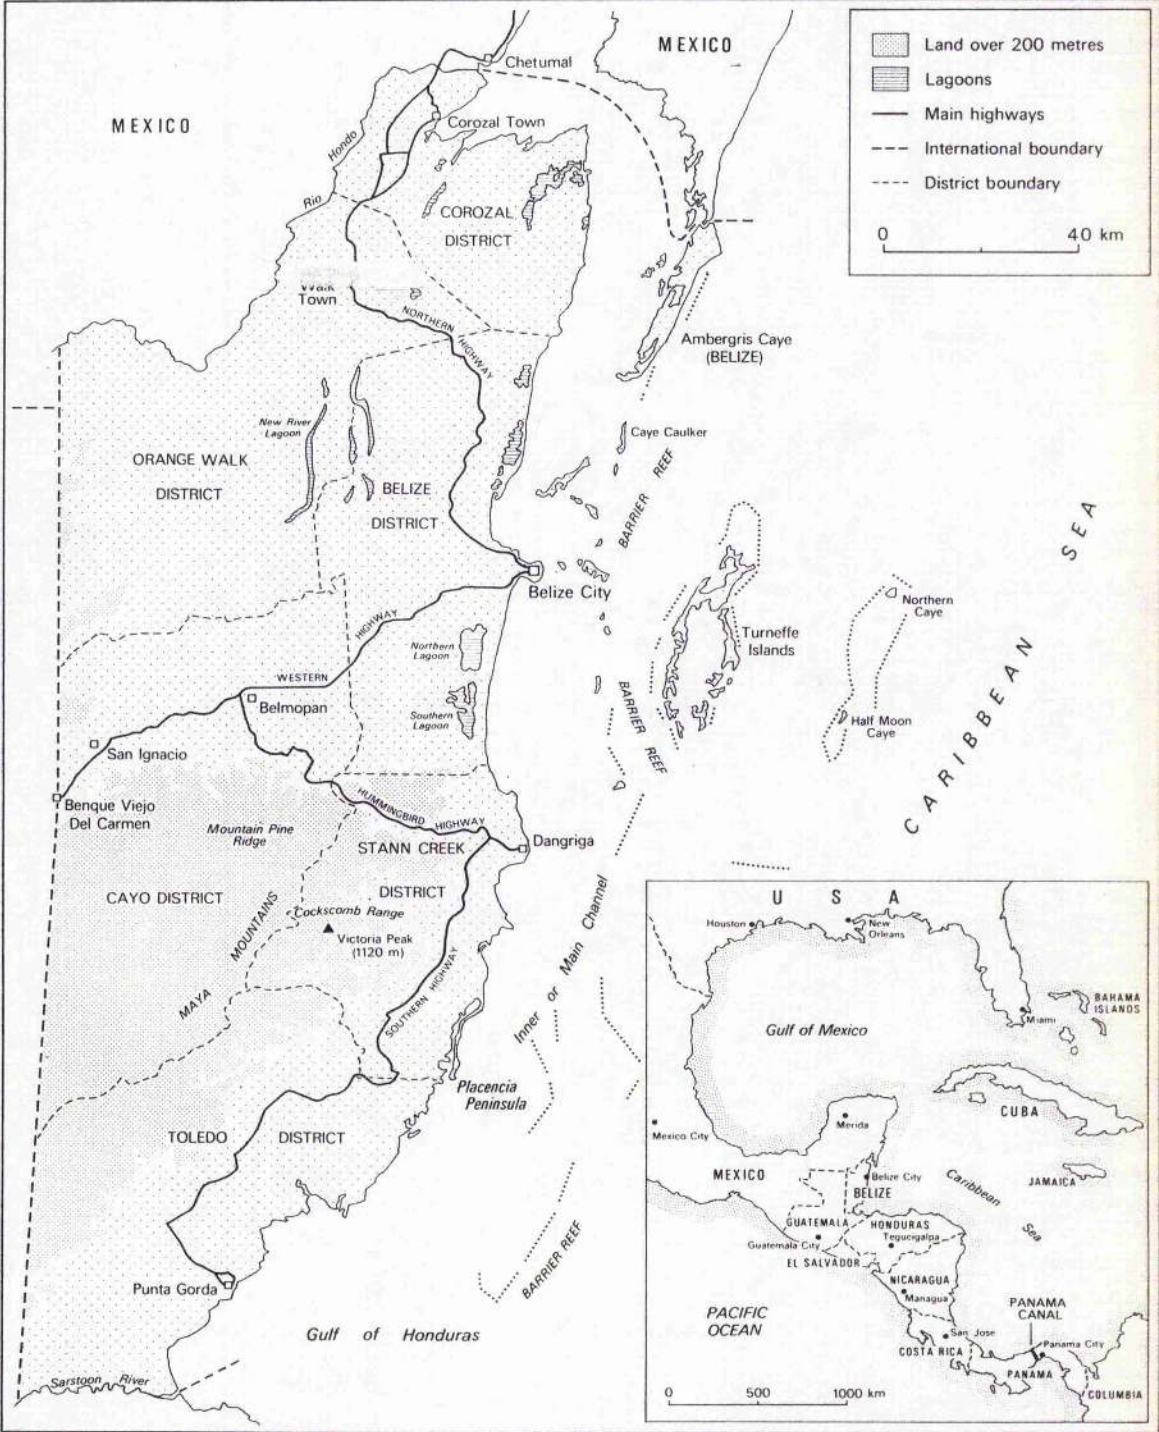 MEXICO
Chetumal
MEXICO
Land over 200 metres
Lagoons
Main highways
International boundary
District boundary
0 40 km
Corozal Town
Rio Hondo
COROZAL
DISTRICT
Walk
Town
NORTHERN HIGHWAY
Ambergris Caye
(BELIZE)
New River
Lagoon
Caye Caulker
BARRIER REEF
ORANGE WALK
DISTRICT
BELIZE
DISTRICT
Belize City
Northern
Caye
CARIBBEAN SEA
WESTERN HIGHWAY
Northern
Lagoon
Turneffe
Islands
Belmopan
Southern
Lagoon
BARRIER REEF
Half Moon
Caye
San Ignacio
Benque Viejo
Del Carmen
Mountain Pine
Ridge
HUMMINGBIRD HIGHWAY
Dangriga
STANN CREEK
DISTRICT
CAYO DISTRICT
Cockscomb Range
Victoria Peak
(1120 m)
MAYA MOUNTAINS
SOUTHERN HIGHWAY
Inner or Main Channel
Placencia
Peninsula
TOLEDO DISTRICT
BARRIER REEF
Punta Gorda
Gulf of Honduras
Sarstoon River
U S A
Houston
New
Orleans
Miami
BAHAMA
ISLANDS
Gulf of Mexico
CUBA
Merida
Mexico City
MEXICO
Belize City
BELIZE
Caribbean Sea
JAMAICA
GUATEMALA
HONDURAS
Tegucigalpa
Guatemala City
EL SALVADOR
NICARAGUA
Managua
PACIFIC
OCEAN
PANAMA
CANAL
San Jose
Panama City
COSTA RICA
PANAMA
COLUMBIA
0 500 1000 km